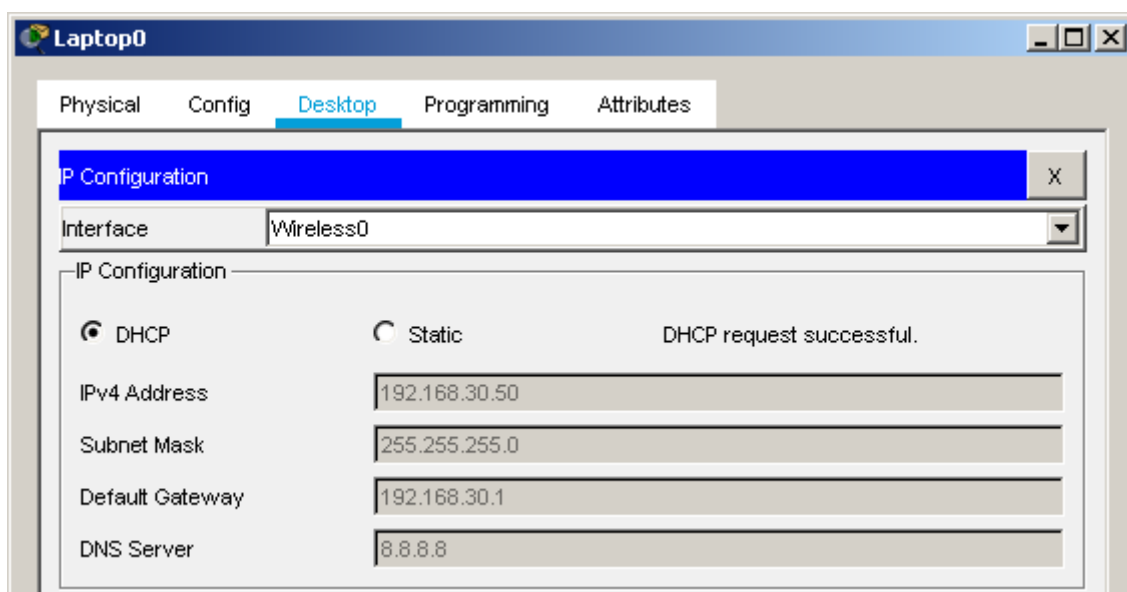 Laptop0
Physical Config Desktop Programming Attributes
IP Configuration X
Interface Wireless0
IP Configuration
DHCP Static DHCP request successful.
IPv4 Address 192.168.30.50
Subnet Mask 255.255.255.0
Default Gateway 192.168.30.1
DNS Server 8.8.8.8